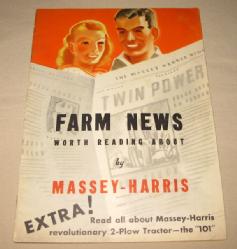 THE MASSEY-HARRIS NEWS
TWIN POWER
FARM NEWS
WORTH READING ABOUT
by
MASSEY-HARRIS
EXTRA!
Read all about Massey-Harris
revolutionary 2-Plow Tractor—the "101"